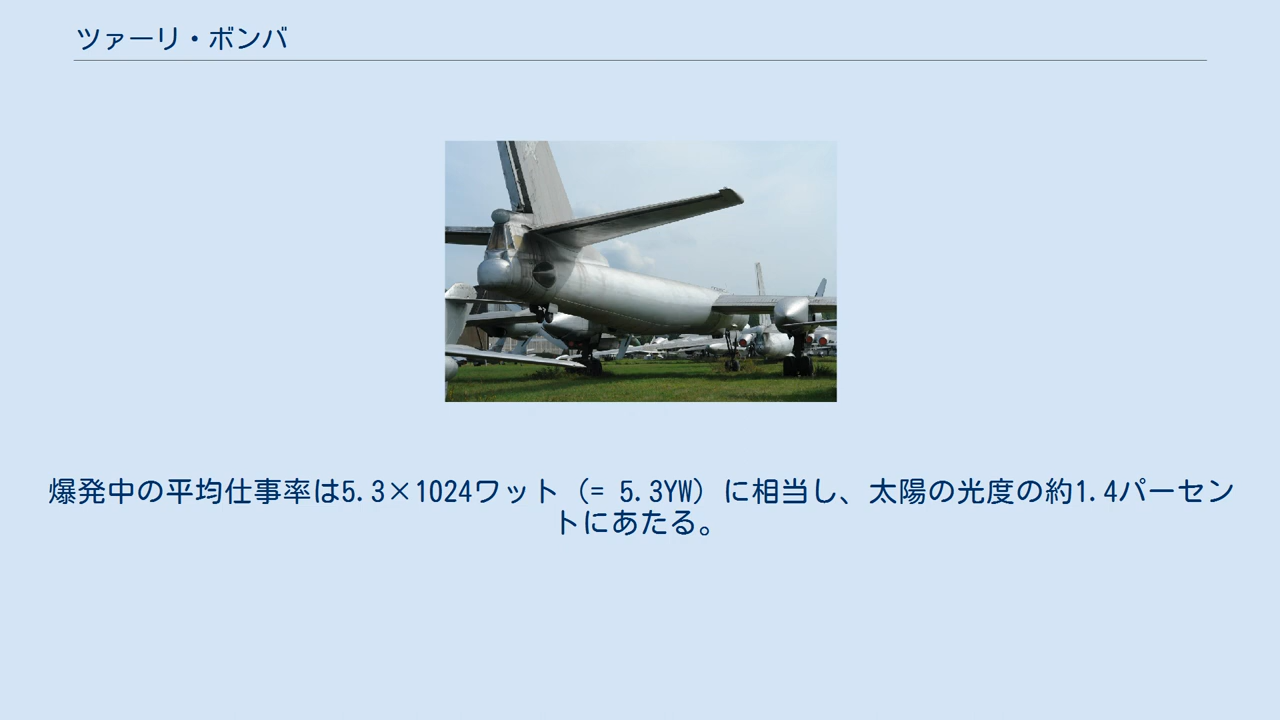 ツァーリ・ボンバ
爆発中の平均仕事率は5.3×1024ワット（= 5.3YW）に相当し、太陽の光度の約1.4パーセン
トにあたる。